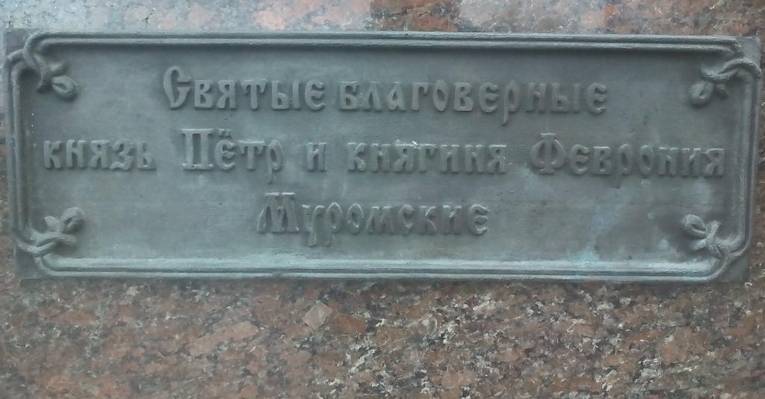 Святые благоверные
князь Пётр и княгиня Феврония
Муромские